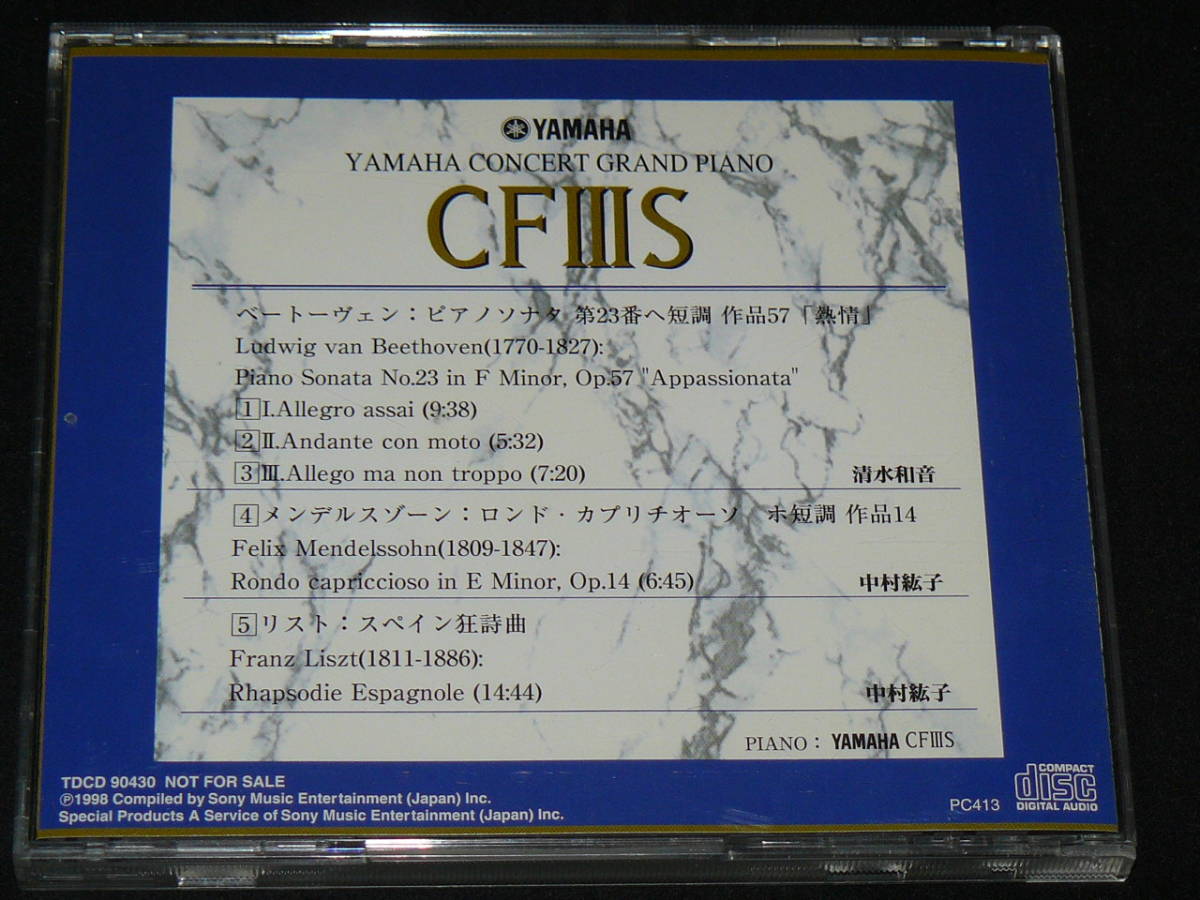 YAMAHA
YAMAHA CONCERT GRAND PIANO
CFⅢS
ベートーヴェン：ピアノソナタ 第23番ヘ短調 作品57「熱情」
Ludwig van Beethoven(1770-1827):
Piano Sonata No.23 in F Minor, Op.57 "Appassionata"
1 Ⅰ.Allegro assai (9:38)
2 Ⅱ.Andante con moto (5:32)
3 Ⅲ.Allego ma non troppo (7:20) 清水和音
4 メンデルスゾーン：ロンド・カプリチオーソ ホ短調 作品14
Felix Mendelssohn(1809-1847):
Rondo capriccioso in E Minor, Op.14 (6:45) 中村紘子
5 リスト：スペイン狂詩曲
Franz Liszt(1811-1886):
Rhapsodie Espagnole (14:44) 中村紘子
PIANO : YAMAHA CFⅢS
TDCD 90430 NOT FOR SALE
℗1998 Compiled by Sony Music Entertainment (Japan) Inc.
Special Products A Service of Sony Music Entertainment (Japan) Inc.
PC413
COMPACT
disc
DIGITAL AUDIO